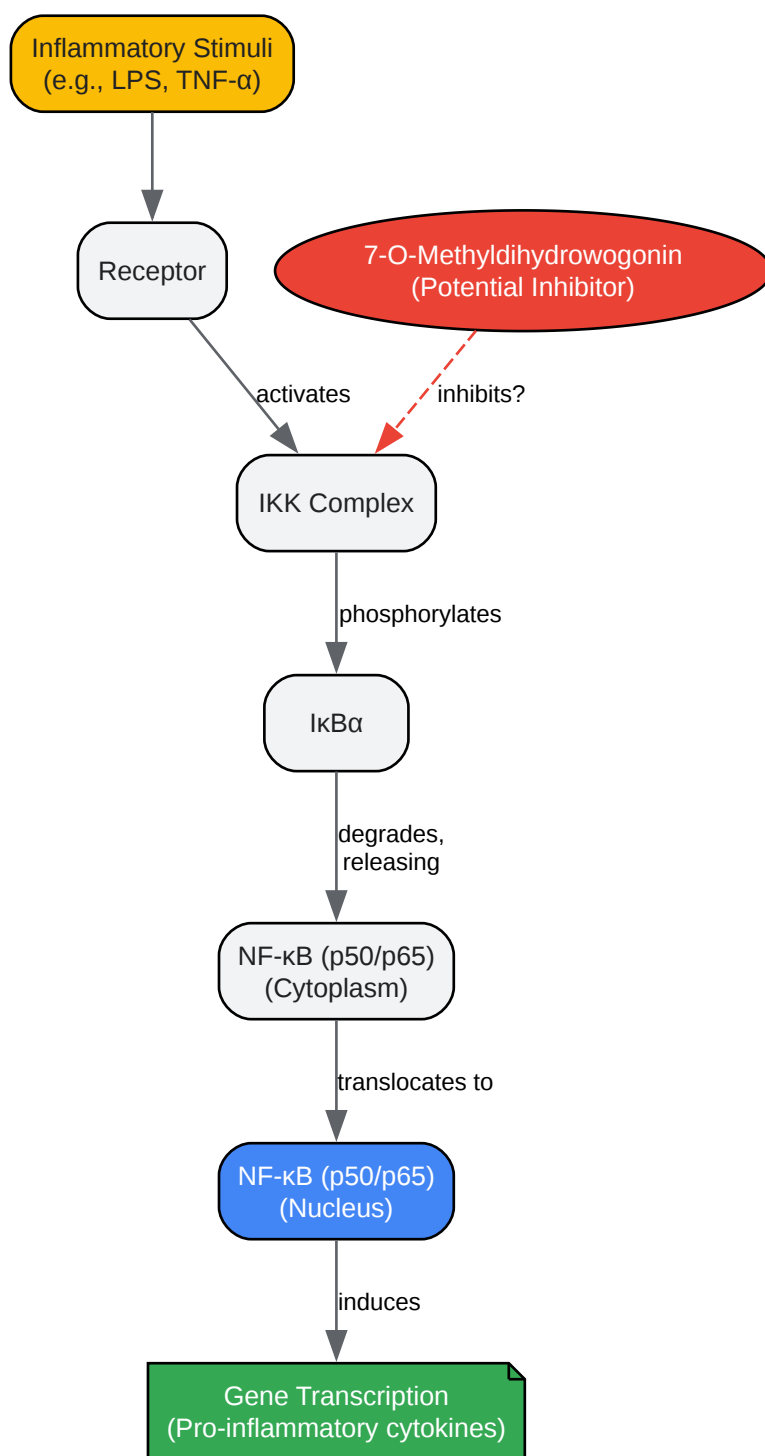 Inflammatory Stimuli
(e.g., LPS, TNF-α)
Receptor
7-O-Methyldihydrowogonin
(Potential Inhibitor)
activates
inhibits?
IKK Complex
phosphorylates
IκBα
degrades,
releasing
NF-κB (p50/p65)
(Cytoplasm)
translocates to
NF-κB (p50/p65)
(Nucleus)
induces
Gene Transcription
(Pro-inflammatory cytokines)